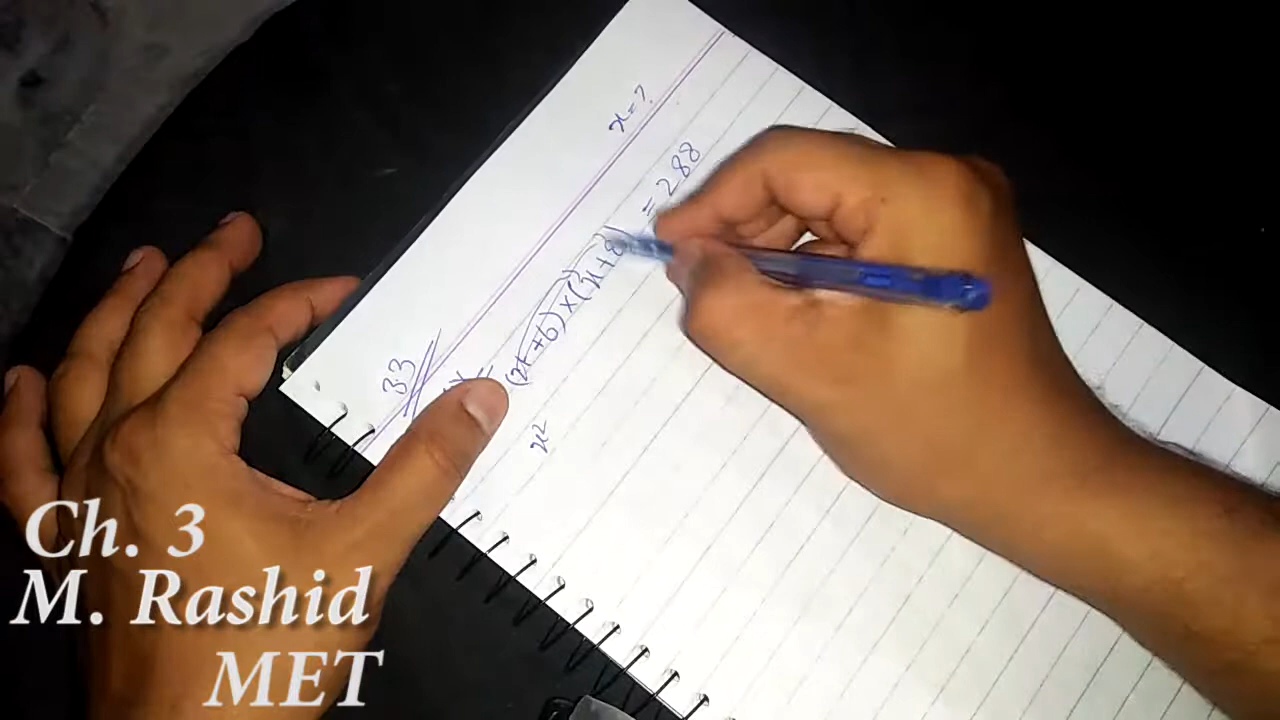 33
x = ?
(x + 6) × (x + 8) = 288
x²
Ch. 3
M. Rashid
MET